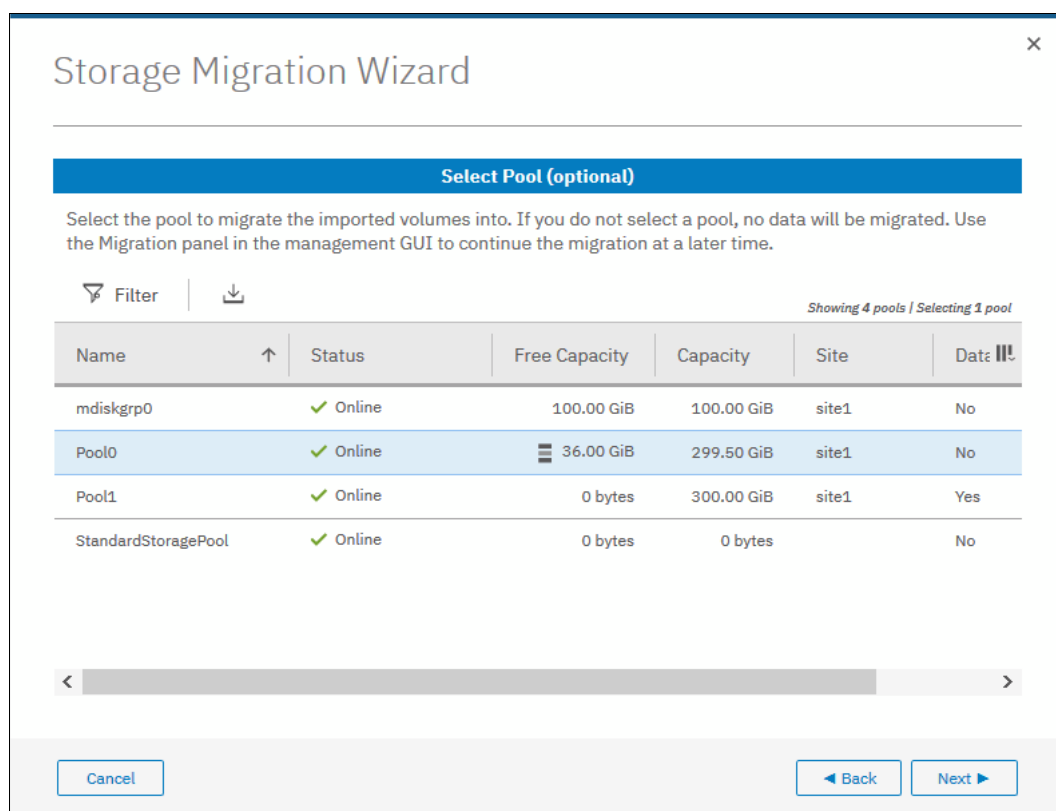 Storage Migration Wizard
Select Pool (optional)
Select the pool to migrate the imported volumes into. If you do not select a pool, no data will be migrated. Use
the Migration panel in the management GUI to continue the migration at a later time.
Filter
Showing 4 pools | Selecting 1 pool
Name Status Free Capacity Capacity Site Data
mdiskgrp0 Online 100.00 GiB 100.00 GiB site1 No
Pool0 Online 36.00 GiB 299.50 GiB site1 No
Pool1 Online 0 bytes 300.00 GiB site1 Yes
StandardStoragePool Online 0 bytes 0 bytes No
Cancel Back Next